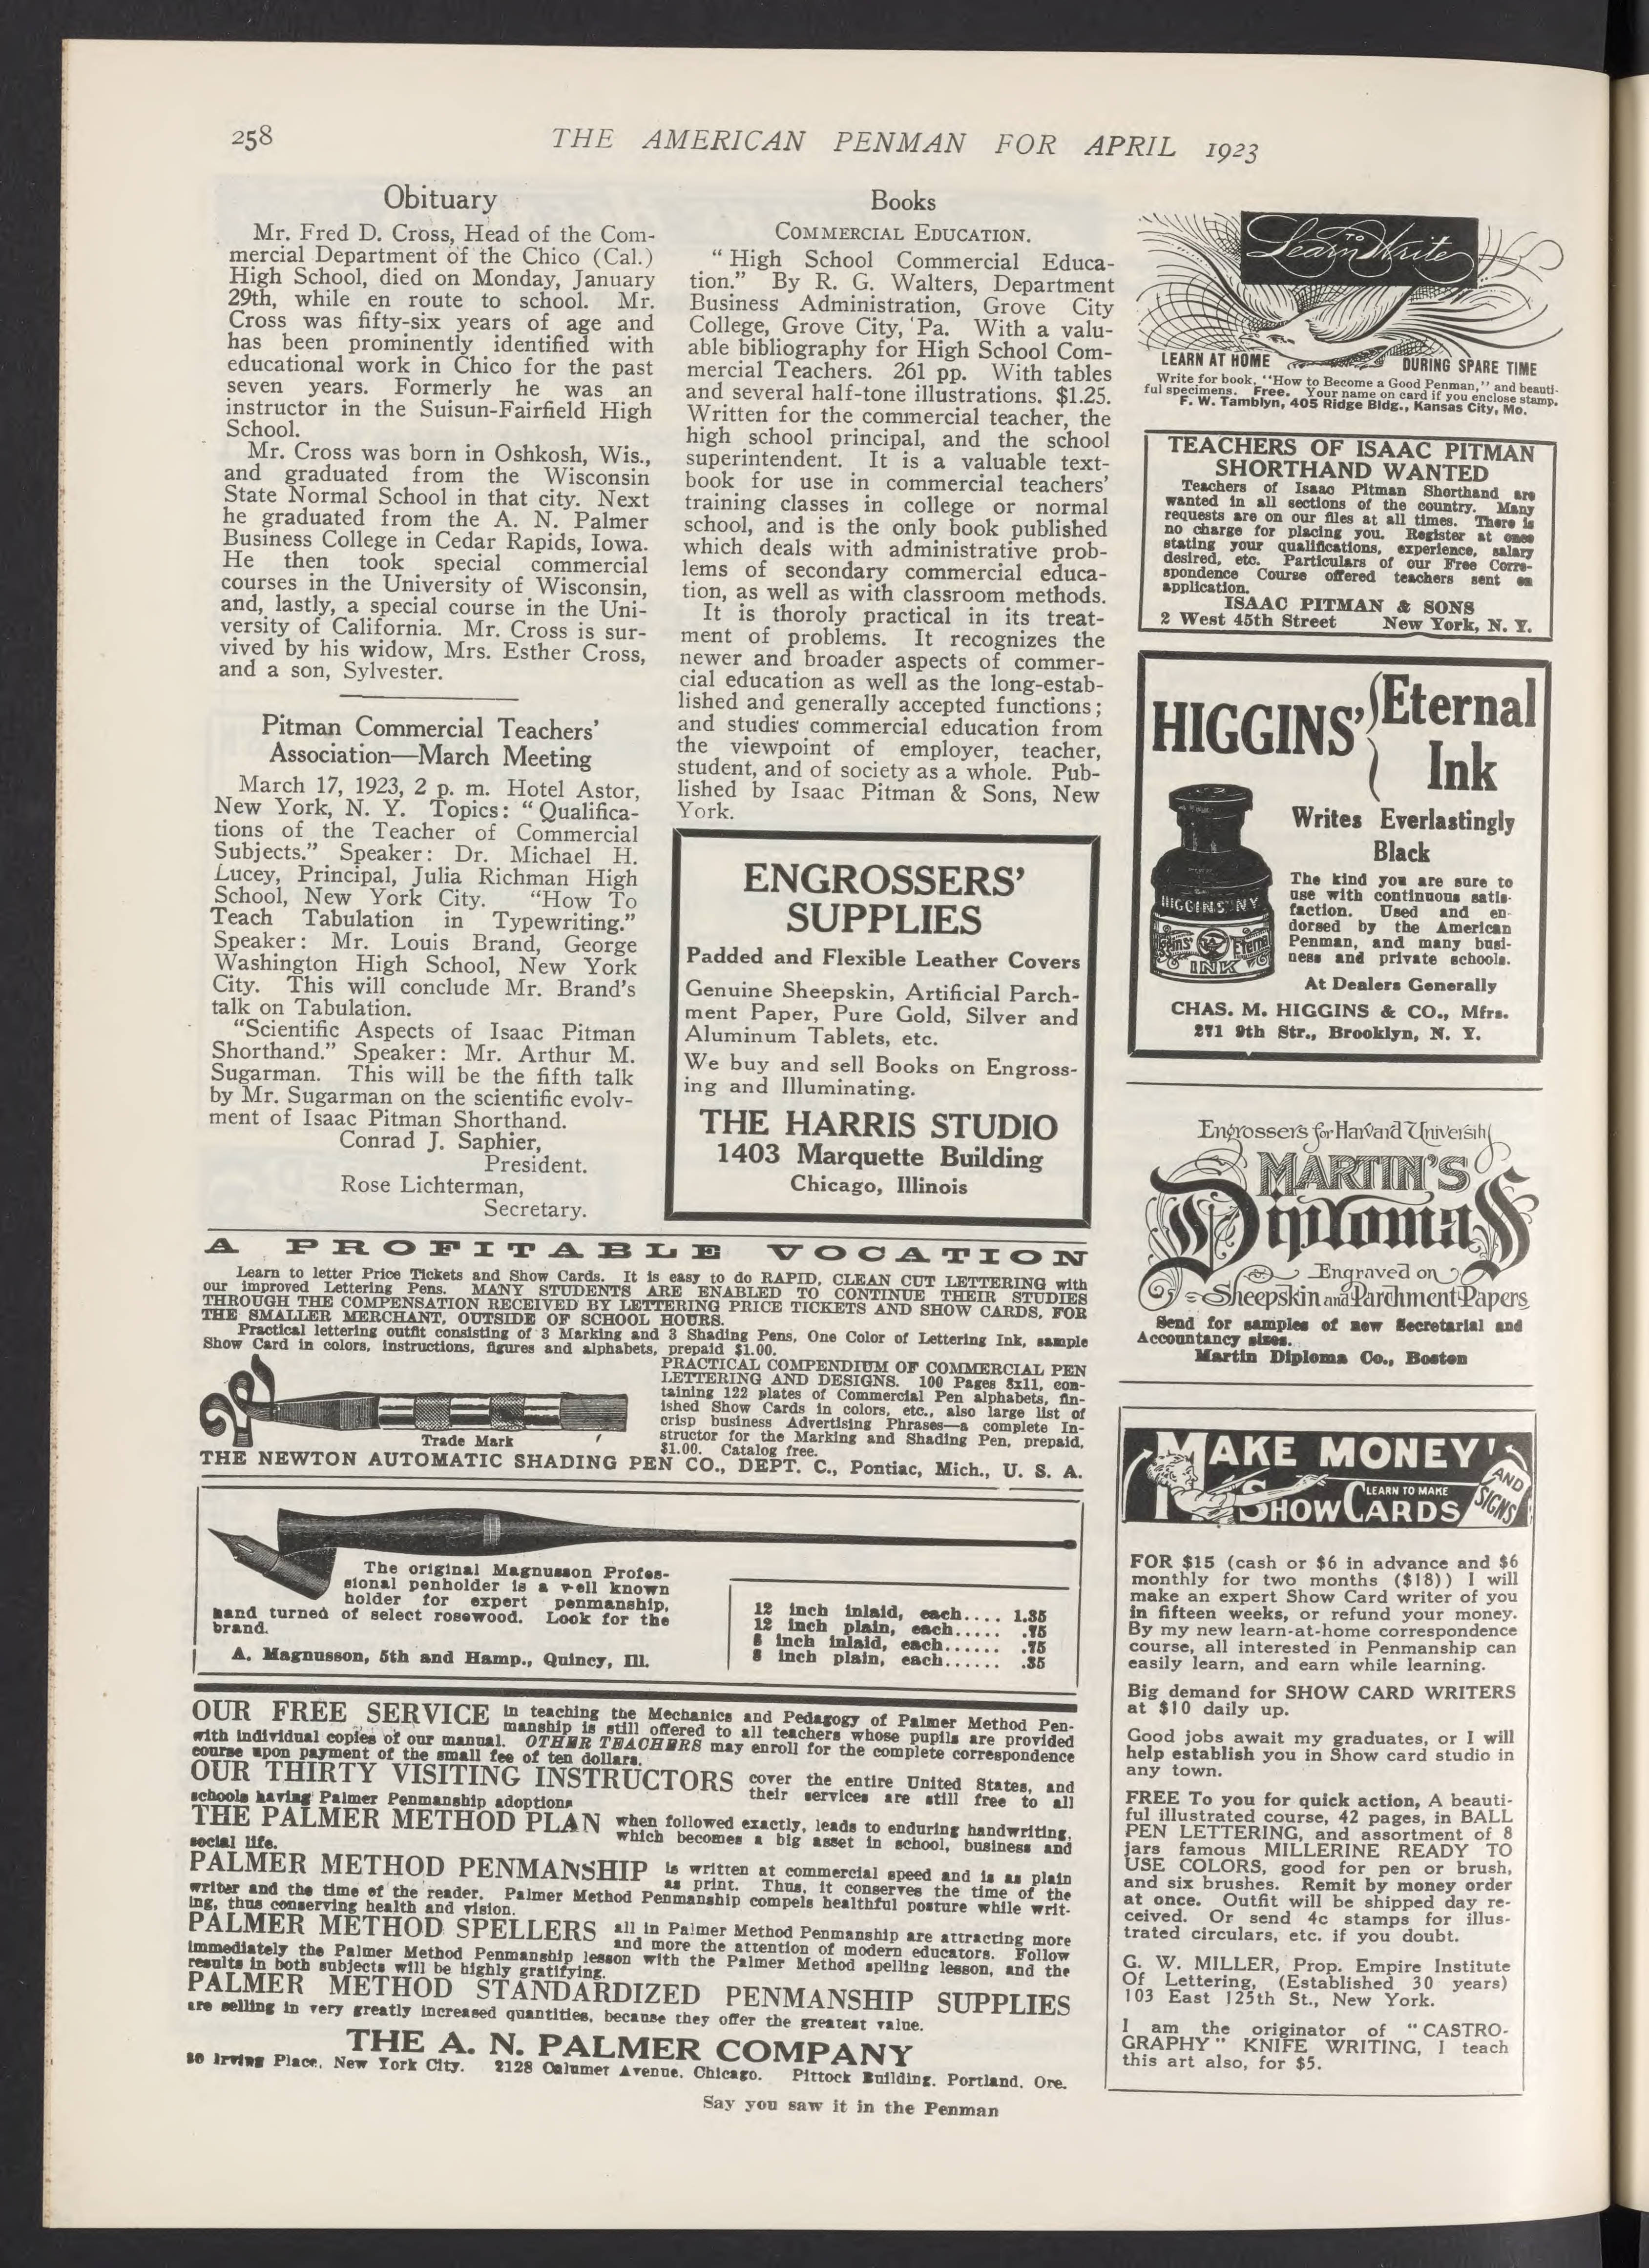 258
THE AMERICAN PENMAN FOR APRIL 1923
Obituary
Mr. Fred D. Cross, Head of the Com-
mercial Department of the Chico (Cal.)
High School, died on Monday, January
29th, while en route to school. Mr.
Cross was fifty-six years of age and
has been prominently identified with
educational work in Chico for the past
seven years. Formerly he was an
instructor in the Suisun-Fairfield High
School.
Mr. Cross was born in Oshkosh, Wis.,
and graduated from the Wisconsin
State Normal School in that city. Next
he graduated from the A. N. Palmer
Business College in Cedar Rapids, Iowa.
He then took special commercial
courses in the University of Wisconsin,
and, lastly, a special course in the Uni-
versity of California. Mr. Cross is sur-
vived by his widow, Mrs. Esther Cross,
and a son, Sylvester.
Pitman Commercial Teachers'
Association—March Meeting
March 17, 1923, 2 p. m. Hotel Astor,
New York, N. Y. Topics: "Qualifica-
tions of the Teacher of Commercial
Subjects." Speaker: Dr. Michael H.
Lucey, Principal, Julia Richman High
School, New York City. "How To
Teach Tabulation in Typewriting."
Speaker: Mr. Louis Brand, George
Washington High School, New York
City. This will conclude Mr. Brand's
talk on Tabulation.
"Scientific Aspects of Isaac Pitman
Shorthand." Speaker: Mr. Arthur M.
Sugarman. This will be the fifth talk
by Mr. Sugarman on the scientific evolv-
ment of Isaac Pitman Shorthand.
Conrad J. Saphier,
President.
Rose Lichterman,
Secretary.
Books
COMMERCIAL EDUCATION.
"High School Commercial Educa-
tion." By R. G. Walters, Department
Business Administration, Grove City
College, Grove City, Pa. With a valu-
able bibliography for High School Com-
mercial Teachers. 261 pp. With tables
and several half-tone illustrations. $1.25.
Written for the commercial teacher, the
high school principal, and the school
superintendent. It is a valuable text-
book for use in commercial teachers'
training classes in college or normal
school, and is the only book published
which deals with administrative prob-
lems of secondary commercial educa-
tion, as well as with classroom methods.
It is thoroly practical in its treat-
ment of problems. It recognizes the
newer and broader aspects of commer-
cial education as well as the long-estab-
lished and generally accepted functions;
and studies commercial education from
the viewpoint of employer, teacher,
student, and of society as a whole. Pub-
lished by Isaac Pitman & Sons, New
York.
ENGROSSERS'
SUPPLIES
Padded and Flexible Leather Covers
Genuine Sheepskin, Artificial Parch-
ment Paper, Pure Gold, Silver and
Aluminum Tablets, etc.
We buy and sell Books on Engross-
ing and Illuminating.
THE HARRIS STUDIO
1403 Marquette Building
Chicago, Illinois
A PROFITABLE VOCATION
Learn to letter Price Tickets and Show Cards. It is easy to do RAPID, CLEAN CUT LETTERING with
our improved Lettering Pens. MANY STUDENTS ARE ENABLED TO CONTINUE THEIR STUDIES
THROUGH THE COMPENSATION RECEIVED BY LETTERING PRICE TICKETS AND SHOW CARDS, FOR
THE SMALLER MERCHANT, OUTSIDE OF SCHOOL HOURS.
Practical lettering outfit consisting of 3 Marking and 3 Shading Pens, One Color of Lettering Ink, sample
Show Card in colors, instructions, figures and alphabets, prepaid $1.00.
PRACTICAL COMPENDIUM OF COMMERCIAL PEN
LETTERING AND DESIGNS. 100 Pages 8x11, con-
taining 122 plates of Commercial Pen alphabets, fin-
ished Show Cards in colors, etc., also large list of
crisp business Advertising Phrases—a complete In-
structor for the Marking and Shading Pen, prepaid,
$1.00. Catalog free.
Trade Mark
THE NEWTON AUTOMATIC SHADING PEN CO., DEPT. C., Pontiac, Mich., U. S. A.
The original Magnusson Profes-
sional penholder is a well known
holder for expert penmanship,
hand turned of select rosewood. Look for the
brand.
A. Magnusson, 5th and Hamp., Quincy, Ill.
12 inch inlaid, each.... 1.35
12 inch plain, each..... .75
8 inch inlaid, each...... .75
8 inch plain, each...... .35
OUR FREE SERVICE in teaching the Mechanics and Pedagogy of Palmer Method Pen-
manship is still offered to all teachers whose pupils are provided
with individual copies of our manual. OTHER TEACHERS may enroll for the complete correspondence
course upon payment of the small fee of ten dollars.
OUR THIRTY VISITING INSTRUCTORS cover the entire United States, and
their services are still free to all
schools having Palmer Penmanship adoptions
THE PALMER METHOD PLAN when followed exactly, leads to enduring handwriting,
which becomes a big asset in school, business and
social life.
PALMER METHOD PENMANSHIP is written at commercial speed and is as plain
as print. Thus, it conserves the time of the
writer and the time of the reader. Palmer Method Penmanship compels healthful posture while writ-
ing, thus conserving health and vision.
PALMER METHOD SPELLERS all in Palmer Method Penmanship are attracting more
and more the attention of modern educators. Follow
immediately the Palmer Method Penmanship lesson with the Palmer Method spelling lesson, and the
results in both subjects will be highly gratifying.
PALMER METHOD STANDARDIZED PENMANSHIP SUPPLIES
are selling in very greatly increased quantities, because they offer the greatest value.
THE A. N. PALMER COMPANY
Irving Place, New York City. 2128 Calumet Avenue, Chicago. Pittock Building, Portland, Ore.
Say you saw it in the Penman
Learn TO Write
LEARN AT HOME DURING SPARE TIME
Write for book, "How to Become a Good Penman," and beauti-
ful specimens. Free. Your name on card if you enclose stamp.
F. W. Tamblyn, 405 Ridge Bldg., Kansas City, Mo.
TEACHERS OF ISAAC PITMAN
SHORTHAND WANTED
Teachers of Isaac Pitman Shorthand are
wanted in all sections of the country. Many
requests are on our files at all times. There is
no charge for placing you. Register at once
stating your qualifications, experience, salary
desired, etc. Particulars of our Free Corre-
spondence Course offered teachers sent on
application.
ISAAC PITMAN & SONS
2 West 45th Street New York, N. Y.
HIGGINS' Eternal
Ink
Writes Everlastingly
Black
The kind you are sure to
use with continuous satis-
faction. Used and en-
dorsed by the American
Penman, and many busi-
ness and private schools.
At Dealers Generally
HIGGINS' NY
Higgins' Eternal
INK
CHAS. M. HIGGINS & CO., Mfrs.
271 9th Str., Brooklyn, N. Y.
Engrossers for Harvard University
MARTIN'S
Diplomas
Engraved on
Sheepskin and Parchment Papers
Send for samples of new Secretarial and
Accountancy sizes.
Martin Diploma Co., Boston
MAKE MONEY
LEARN TO MAKE
SHOW CARDS
AND
SIGNS
FOR $15 (cash or $6 in advance and $6
monthly for two months ($18)) I will
make an expert Show Card writer of you
in fifteen weeks, or refund your money.
By my new learn-at-home correspondence
course, all interested in Penmanship can
easily learn, and earn while learning.
Big demand for SHOW CARD WRITERS
at $10 daily up.
Good jobs await my graduates, or I will
help establish you in Show card studio in
any town.
FREE To you for quick action, A beauti-
ful illustrated course, 42 pages, in BALL
PEN LETTERING, and assortment of 8
jars famous MILLERINE READY TO
USE COLORS, good for pen or brush,
and six brushes. Remit by money order
at once. Outfit will be shipped day re-
ceived. Or send 4c stamps for illus-
trated circulars, etc. if you doubt.
G. W. MILLER, Prop. Empire Institute
Of Lettering, (Established 30 years)
103 East 125th St., New York.
I am the originator of "CASTRO-
GRAPHY" KNIFE WRITING, I teach
this art also, for $5.